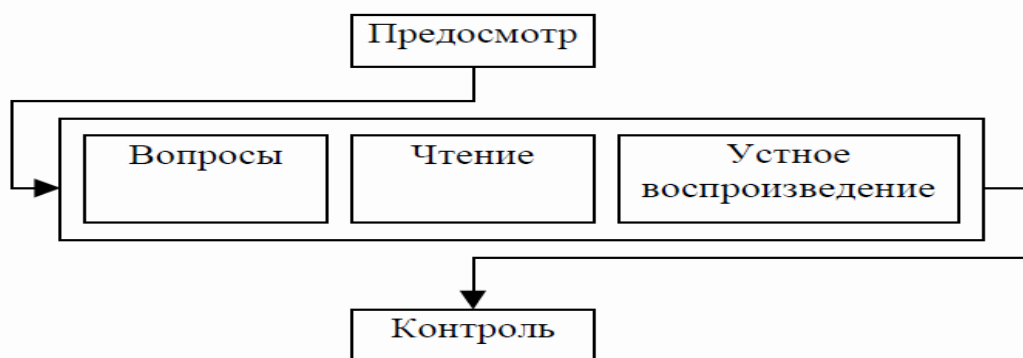 Предосмотр
Вопросы
Чтение
Устное
воспроизведение
Контроль